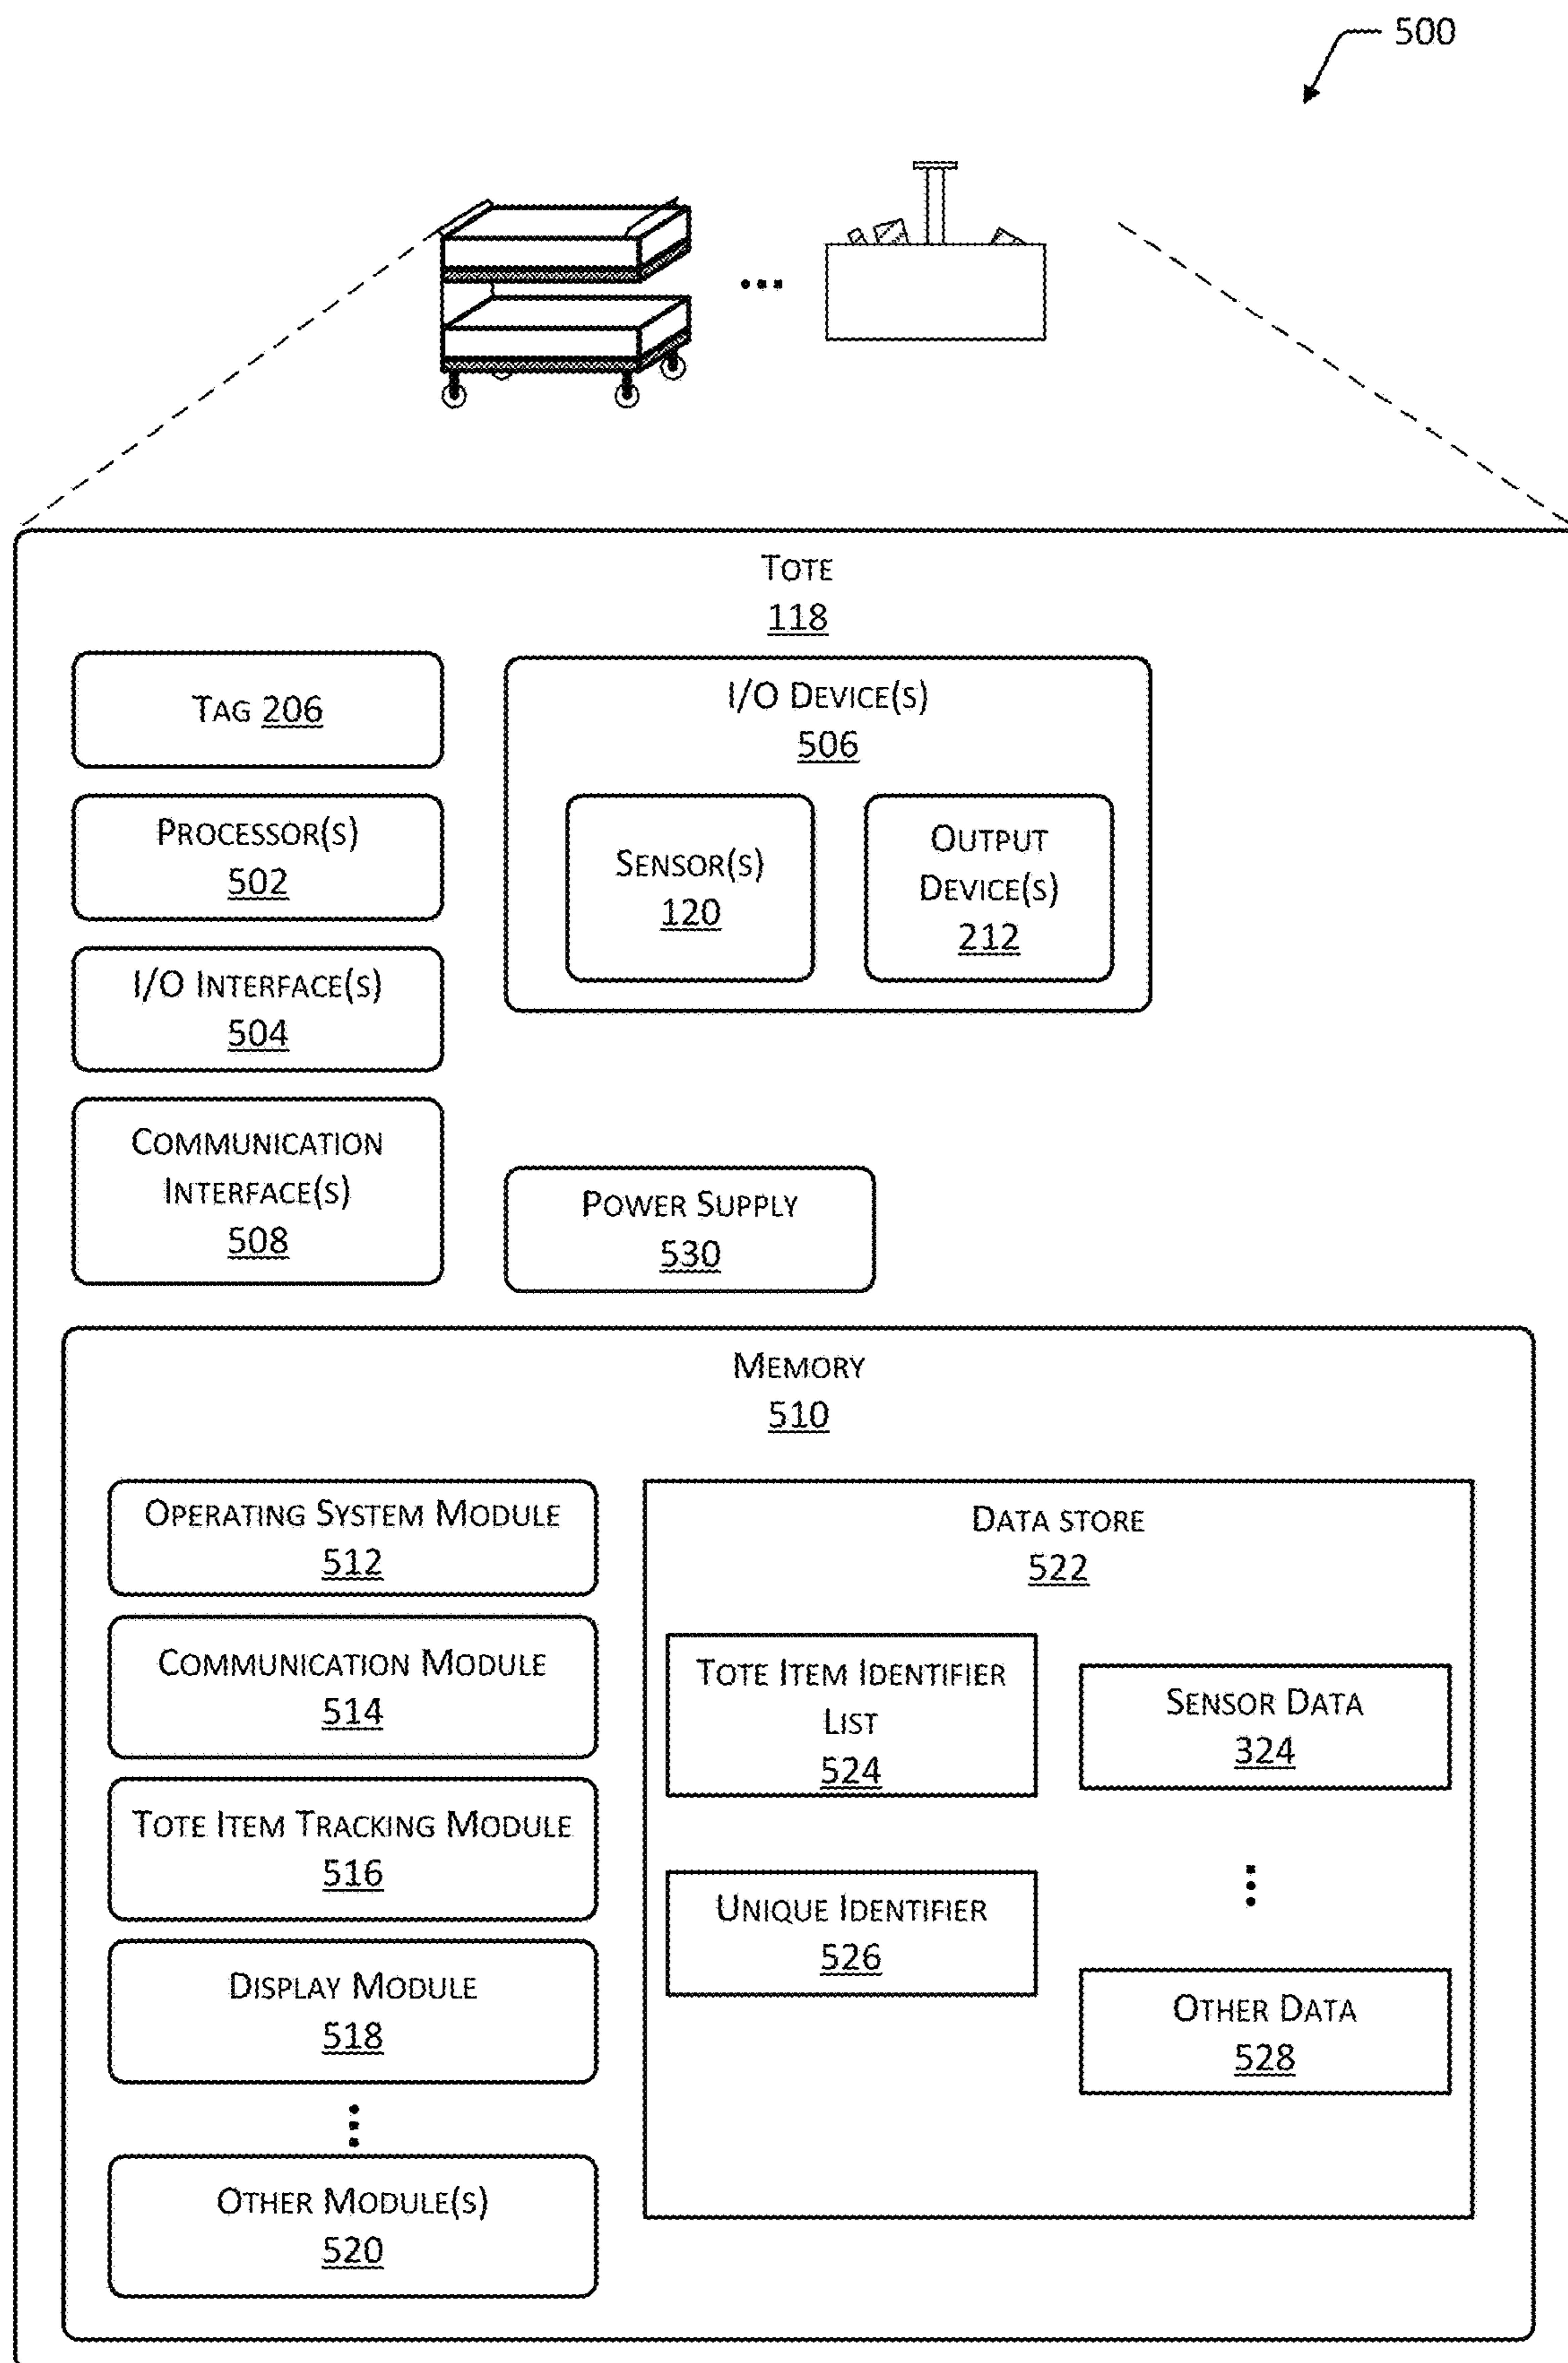 500
Tote
118
Tag 206
Processor(s)
502
I/O Interface(s)
504
Communication
Interface(s)
508
I/O Device(s)
506
Sensor(s)
120
Output
Device(s)
212
Power Supply
530
Memory
510
Operating System Module
512
Communication Module
514
Tote Item Tracking Module
516
Display Module
518
Other Module(s)
520
Data store
522
Tote Item Identifier
List
524
Unique Identifier
526
Sensor Data
324
Other Data
528